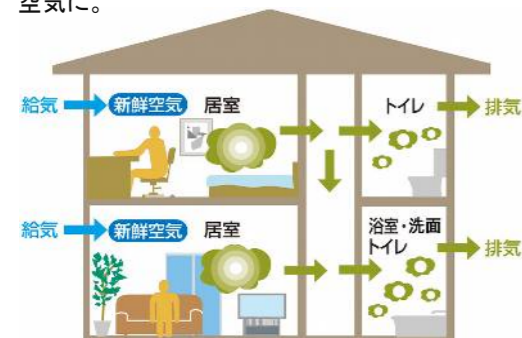 空気に。
給気 新鮮空気 居室 トイレ 排気
給気 新鮮空気 居室 浴室・洗面
トイレ 排気